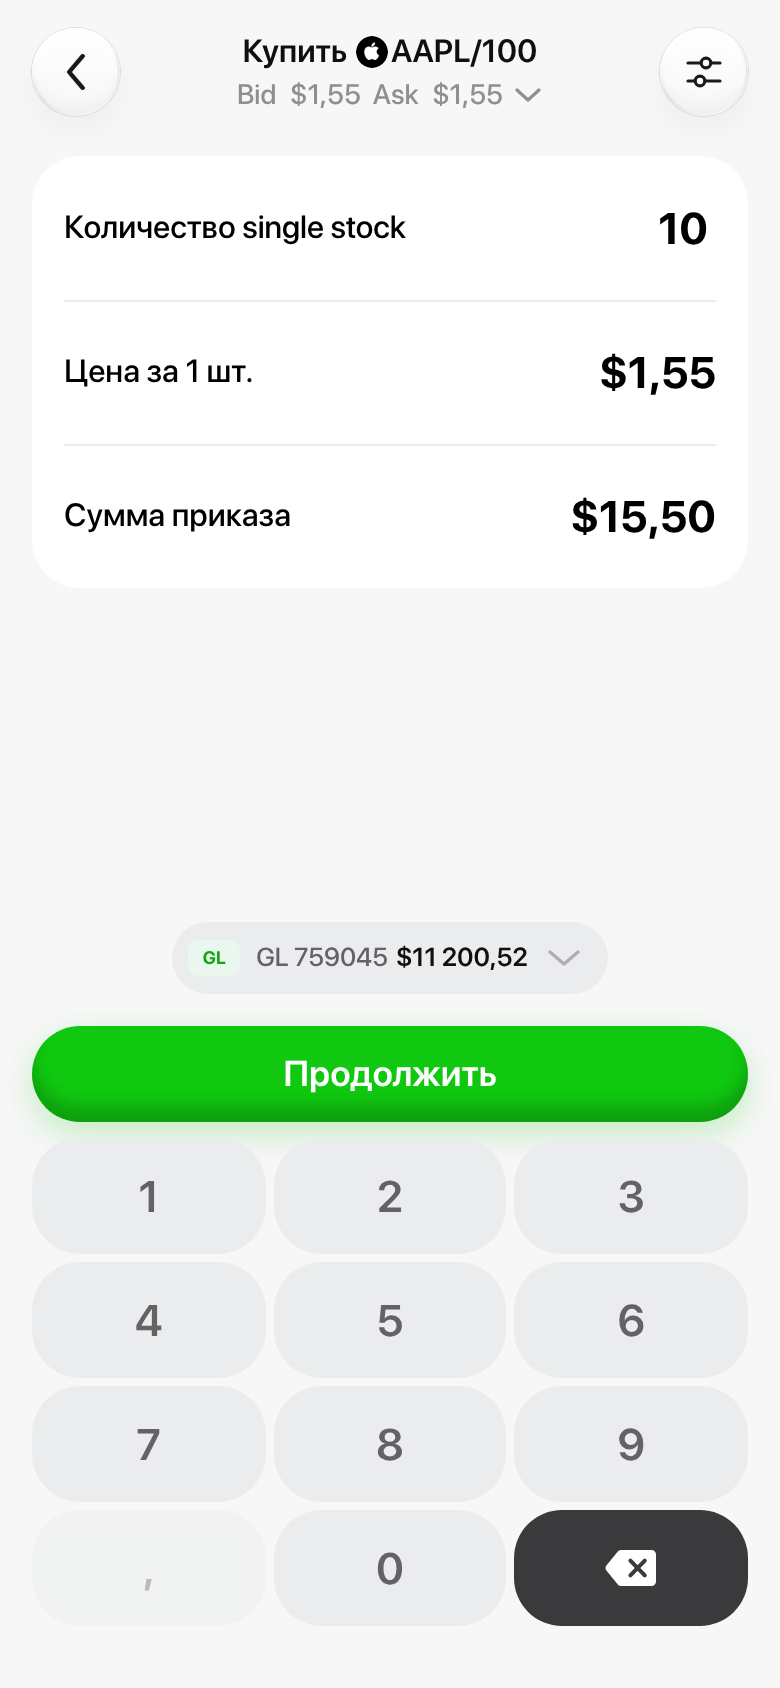 Купить AAPL/100
Bid $1,55 Ask $1,55
Количество single stock 10
Цена за 1 шт. $1,55
Сумма приказа $15,50
GL GL 759045 $11 200,52
Продолжить
1 2 3
4 5 6
7 8 9
, 0